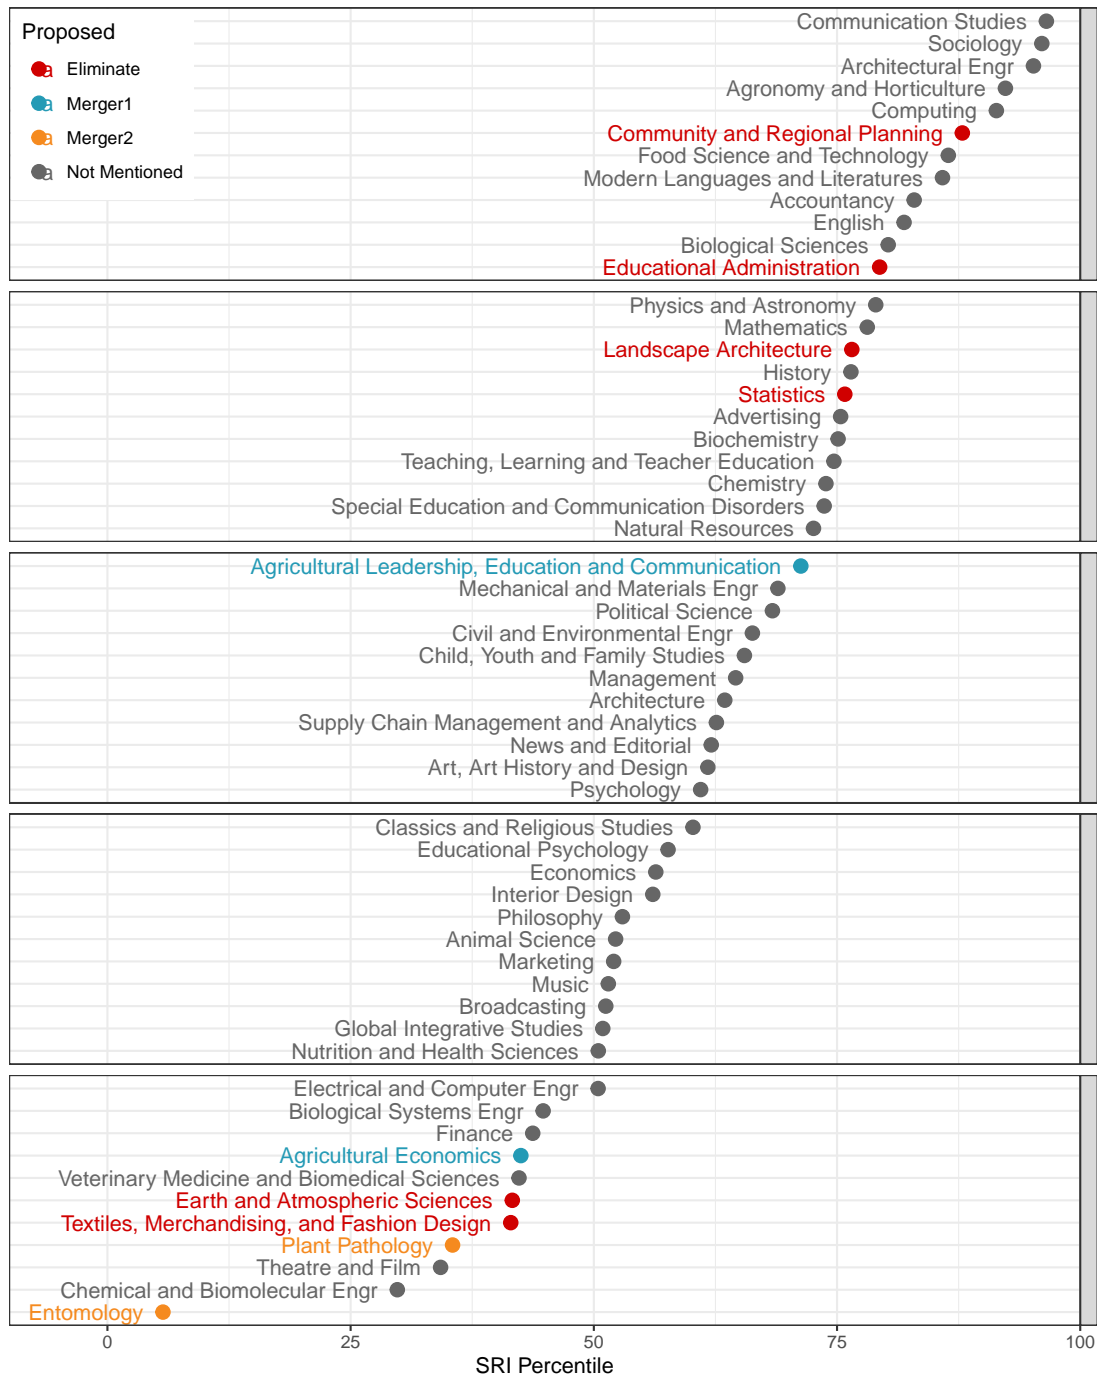 Proposed
a Eliminate
a Merger1
a Merger2
a Not Mentioned
Communication Studies
Sociology
Architectural Engr
Agronomy and Horticulture
Computing
Community and Regional Planning
Food Science and Technology
Modern Languages and Literatures
Accountancy
English
Biological Sciences
Educational Administration
Physics and Astronomy
Mathematics
Landscape Architecture
History
Statistics
Advertising
Biochemistry
Teaching, Learning and Teacher Education
Chemistry
Special Education and Communication Disorders
Natural Resources
Agricultural Leadership, Education and Communication
Mechanical and Materials Engr
Political Science
Civil and Environmental Engr
Child, Youth and Family Studies
Management
Architecture
Supply Chain Management and Analytics
News and Editorial
Art, Art History and Design
Psychology
Classics and Religious Studies
Educational Psychology
Economics
Interior Design
Philosophy
Animal Science
Marketing
Music
Broadcasting
Global Integrative Studies
Nutrition and Health Sciences
Electrical and Computer Engr
Biological Systems Engr
Finance
Agricultural Economics
Veterinary Medicine and Biomedical Sciences
Earth and Atmospheric Sciences
Textiles, Merchandising, and Fashion Design
Plant Pathology
Theatre and Film
Chemical and Biomolecular Engr
Entomology
0 25 50 75 100
SRI Percentile